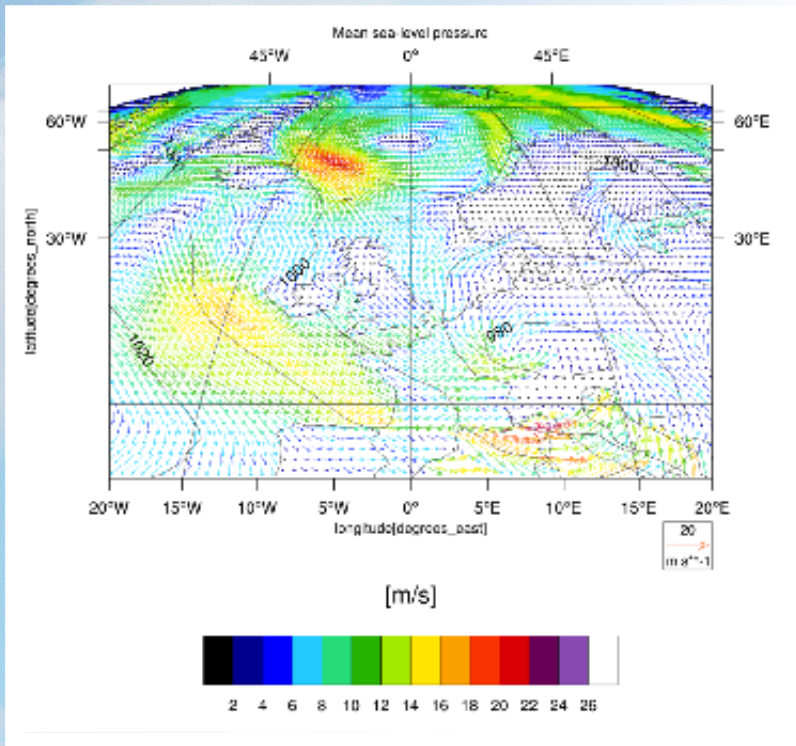 Mean sea-level pressure
45°W 0° 45°E
60°W 60°E
30°W 30°E
latitude[degrees_north]
1000
1000
990
1020
20°W 15°W 10°W 5°W 0° 5°E 10°E 15°E 20°E
longitude[degrees_east]
20
m s**-1
[m/s]
2 4 6 8 10 12 14 16 18 20 22 24 26